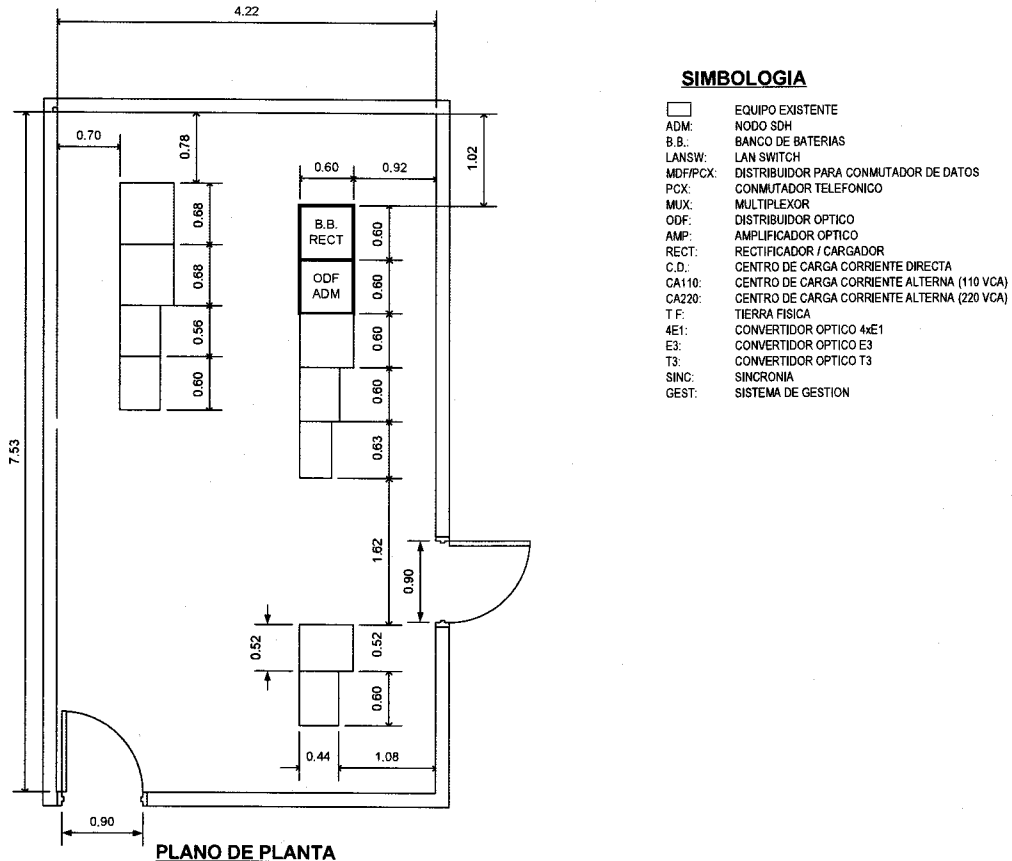 4.22
SIMBOLOGIA
EQUIPO EXISTENTE
ADM: NODO SDH
B.B.: BANCO DE BATERIAS
LANSW: LAN SWITCH
MDF/PCX: DISTRIBUIDOR PARA CONMUTADOR DE DATOS
PCX: CONMUTADOR TELEFONICO
MUX: MULTIPLEXOR
ODF: DISTRIBUIDOR OPTICO
AMP: AMPLIFICADOR OPTICO
RECT: RECTIFICADOR / CARGADOR
C.D.: CENTRO DE CARGA CORRIENTE DIRECTA
CA110: CENTRO DE CARGA CORRIENTE ALTERNA (110 VCA)
CA220: CENTRO DE CARGA CORRIENTE ALTERNA (220 VCA)
T F: TIERRA FISICA
4E1: CONVERTIDOR OPTICO 4xE1
E3: CONVERTIDOR OPTICO E3
T3: CONVERTIDOR OPTICO T3
SINC: SINCRONIA
GEST: SISTEMA DE GESTION
0.70
0.78
1.02
0.60
0.92
0.68
0.68
0.56
0.60
B.B.
RECT
ODF
ADM
0.60
0.60
0.60
0.60
0.63
7.53
1.62
0.90
0.52
0.52
0.60
0.44
1.08
0.90
PLANO DE PLANTA